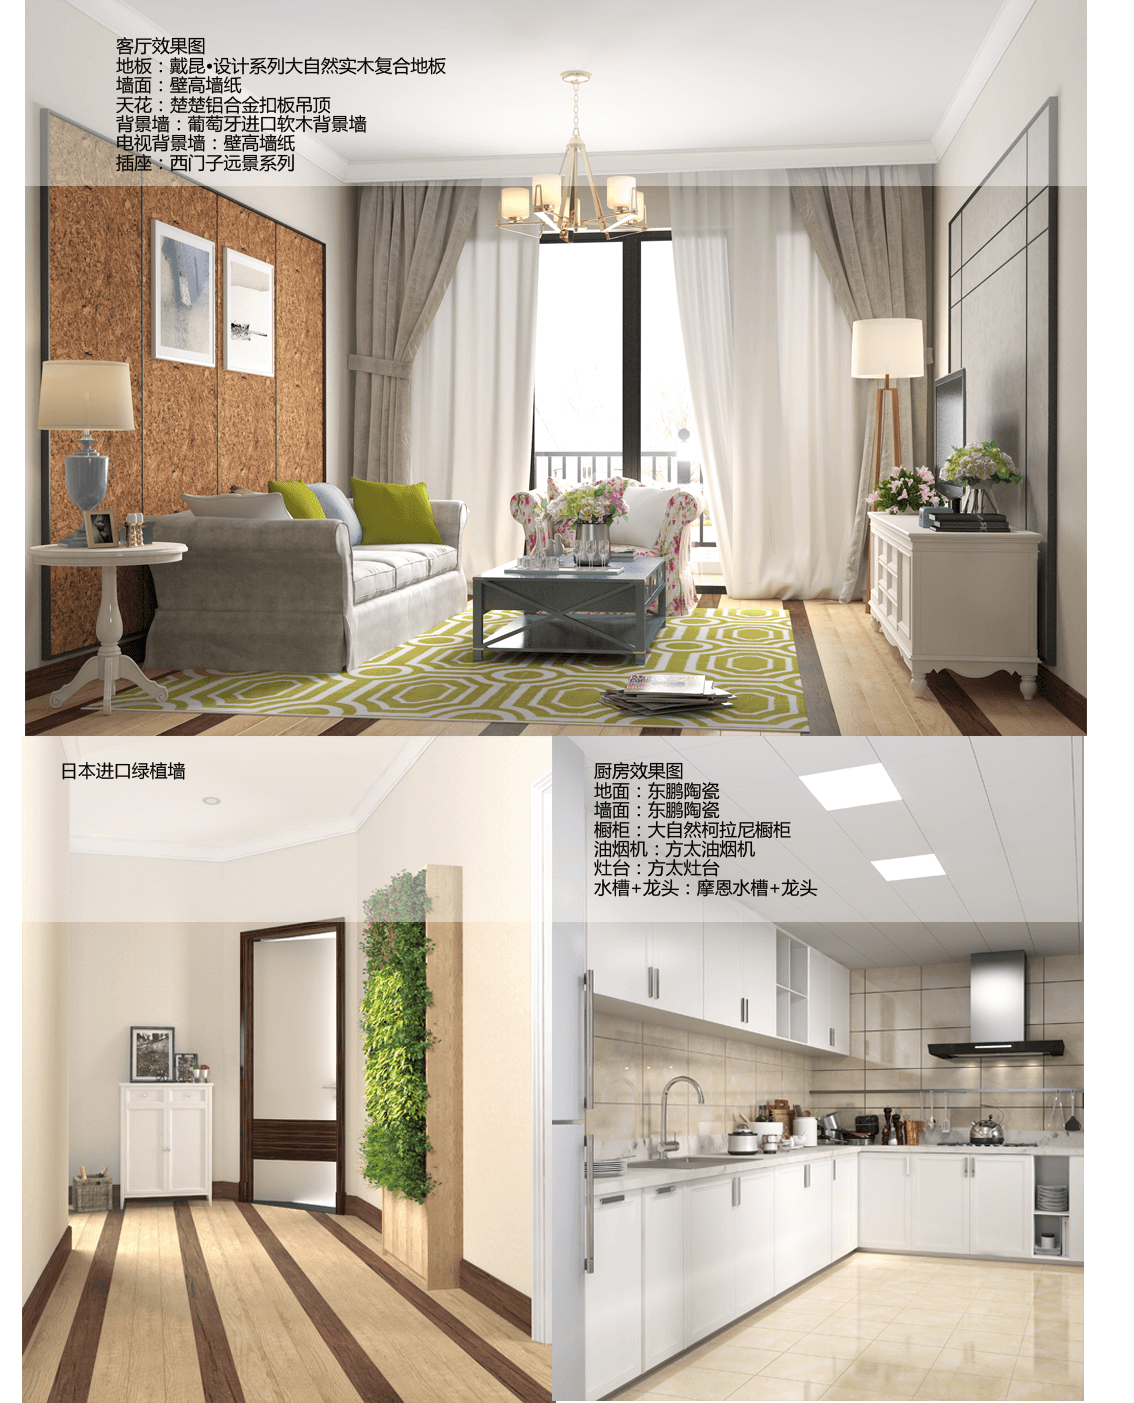 客厅效果图
地板：戴昆•设计系列大自然实木复合地板
墙面：壁高墙纸
天花：楚楚铝合金扣板吊顶
背景墙：葡萄牙进口软木背景墙
电视背景墙：壁高墙纸
插座：西门子远景系列
日本进口绿植墙
厨房效果图
地面：东鹏陶瓷
墙面：东鹏陶瓷
橱柜：大自然柯拉尼橱柜
油烟机：方太油烟机
灶台：方太灶台
水槽+龙头：摩恩水槽+龙头